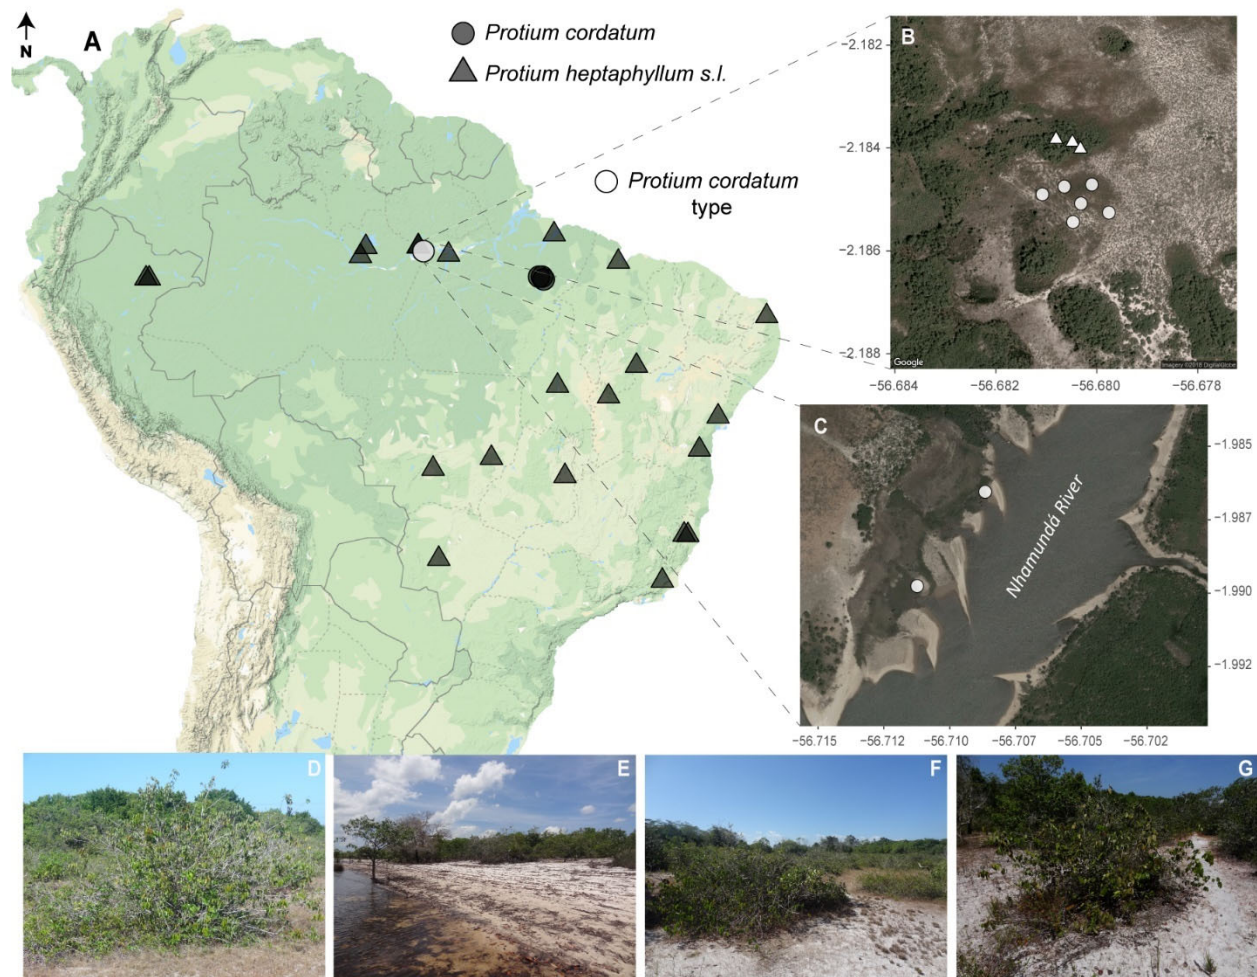 N
A
Protium cordatum
Protium heptaphyllum s.l.
Protium cordatum
type
B
−2.182
−2.184
−2.186
−2.188
Google
Imagery ©2018 DigitalGlobe
−56.684
−56.682
−56.680
−56.678
C
Nhamundá River
−1.985
−1.987
−1.990
−1.992
−56.715
−56.712
−56.710
−56.707
−56.705
−56.702
D
E
F
G